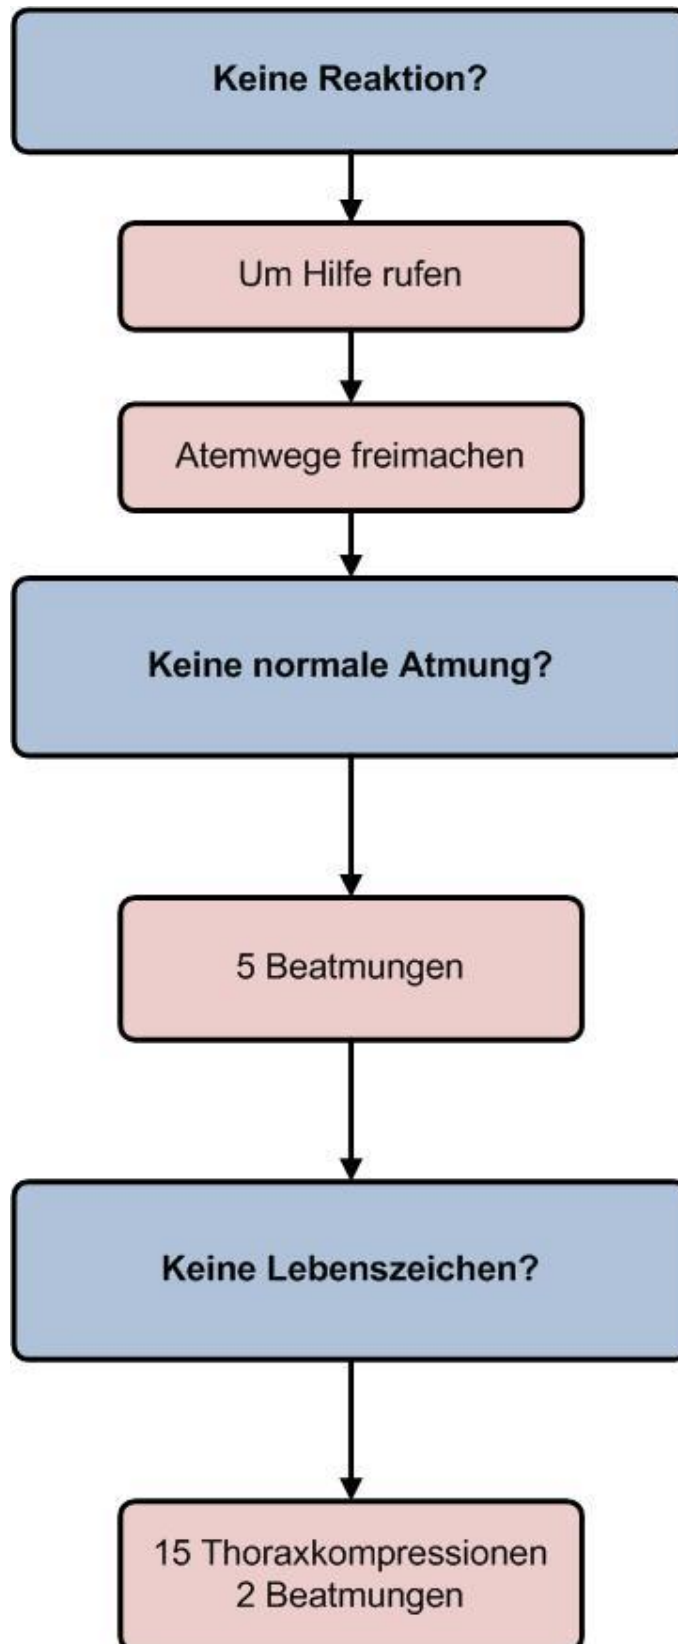 Keine Reaktion?
Um Hilfe rufen
Atemwege freimachen
Keine normale Atmung?
5 Beatmungen
Keine Lebenszeichen?
15 Thoraxkompressionen
2 Beatmungen